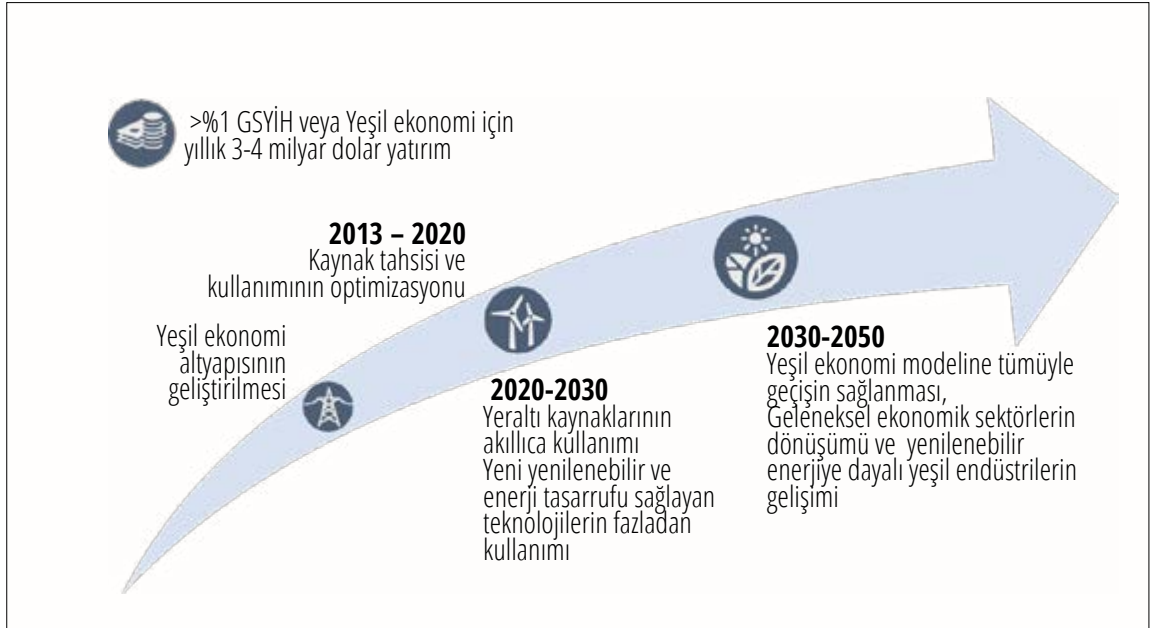 >%1 GSYİH veya Yeşil ekonomi için
yıllık 3-4 milyar dolar yatırım
2013 – 2020
Kaynak tahsisi ve
kullanımının optimizasyonu
Yeşil ekonomi
altyapısının
geliştirilmesi
2020-2030
Yeraltı kaynaklarının
akıllıca kullanımı
Yeni yenilenebilir ve
enerji tasarrufu sağlayan
teknolojilerin fazladan
kullanımı
2030-2050
Yeşil ekonomi modeline tümüyle
geçişin sağlanması,
Geleneksel ekonomik sektörlerin
dönüşümü ve yenilenebilir
enerjiye dayalı yeşil endüstrilerin
gelişimi